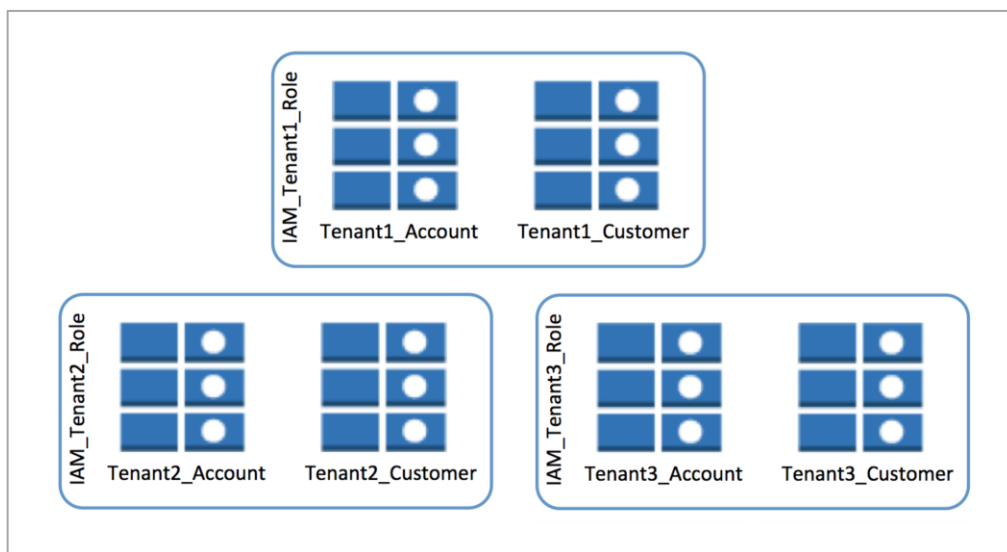 IAM_Tenant1_Role
Tenant1_Account
Tenant1_Customer
IAM_Tenant2_Role
Tenant2_Account
Tenant2_Customer
IAM_Tenant3_Role
Tenant3_Account
Tenant3_Customer